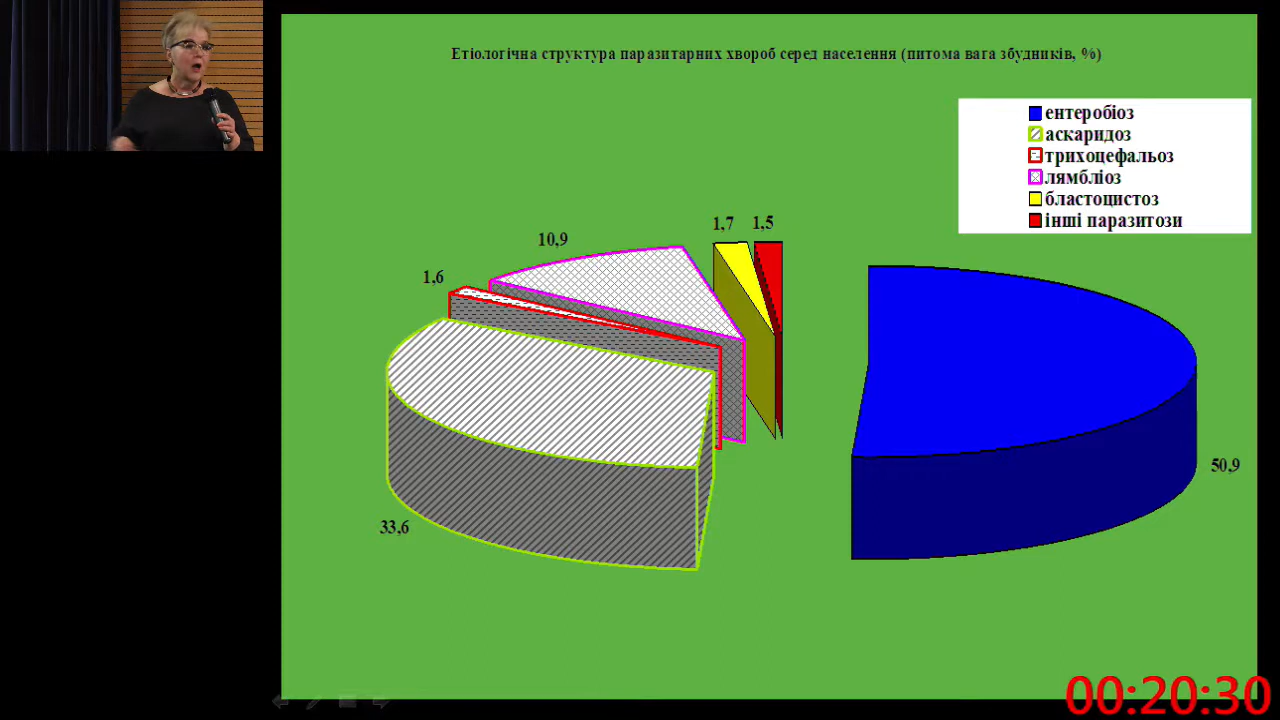 Етіологічна структура паразитарних хвороб серед населення (питома вага збудників, %)
ентеробіоз
аскаридоз
трихоцефальоз
лямбліоз
бластоцистоз
інші паразитози
1,7
1,5
10,9
1,6
50,9
33,6
00:20:30